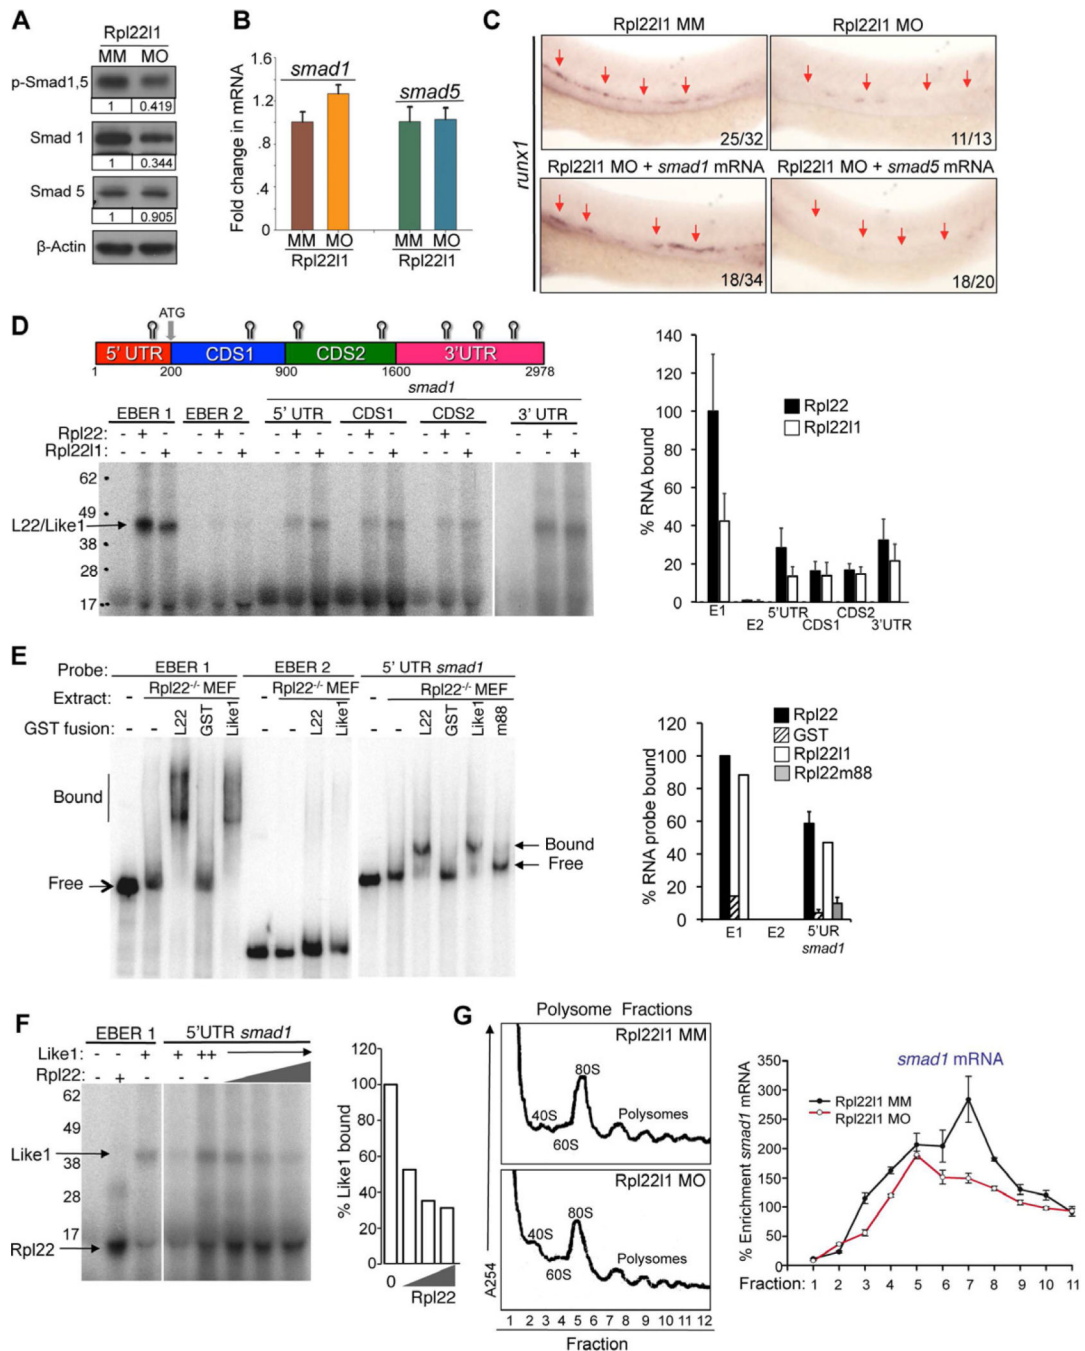 A
Rpl22l1
MM MO
p-Smad1,5
1 0.419
Smad 1
1 0.344
Smad 5
1 0.905
β-Actin
B
Fold change in mRNA
1.6
1.2
.8
.4
0
smad1
smad5
MM MO MM MO
Rpl22l1 Rpl22l1
C
runx1
Rpl22l1 MM
25/32
Rpl22l1 MO
11/13
Rpl22l1 MO + smad1 mRNA
18/34
Rpl22l1 MO + smad5 mRNA
18/20
D
ATG
5' UTR CDS1 CDS2 3'UTR
1 200 900 1600 2978
smad1
EBER 1 EBER 2 5' UTR CDS1 CDS2 3' UTR
Rpl22: - + - - + - - + - - + - - + - - + -
Rpl22l1: - - + - - + - - + - - + - - + - - +
62
49
L22/Like1
38
28
17
% RNA bound
140
120
100
80
60
40
20
0
Rpl22
Rpl22l1
E1
E2
5'UTR
CDS1
CDS2
3'UTR
E
Probe: EBER 1 EBER 2 5' UTR smad1
Extract: - Rpl22-/- MEF - Rpl22-/- MEF - Rpl22-/- MEF
GST fusion: - - L22 GST Like1 - - L22 Like1 - - L22 GST Like1 m88
Bound
Free
Bound
Free
% RNA probe bound
120
100
80
60
40
20
0
Rpl22
GST
Rpl22l1
Rpl22m88
E1 E2 5'UR
smad1
F
EBER 1 5'UTR smad1
Like1: - - + + ++
Rpl22: - + - - -
62
49
Like1
38
28
17
Rpl22
% Like1 bound
120
100
80
60
40
20
0
0
Rpl22
G
Polysome Fractions
Rpl22l1 MM
80S
40S
60S
Polysomes
Rpl22l1 MO
80S
40S
60S
Polysomes
A254
1 2 3 4 5 6 7 8 9 10 11 12
Fraction
smad1 mRNA
% Enrichment smad1 mRNA
350
300
250
200
150
100
50
0
Rpl22l1 MM
Rpl22l1 MO
Fraction: 1 2 3 4 5 6 7 8 9 10 11